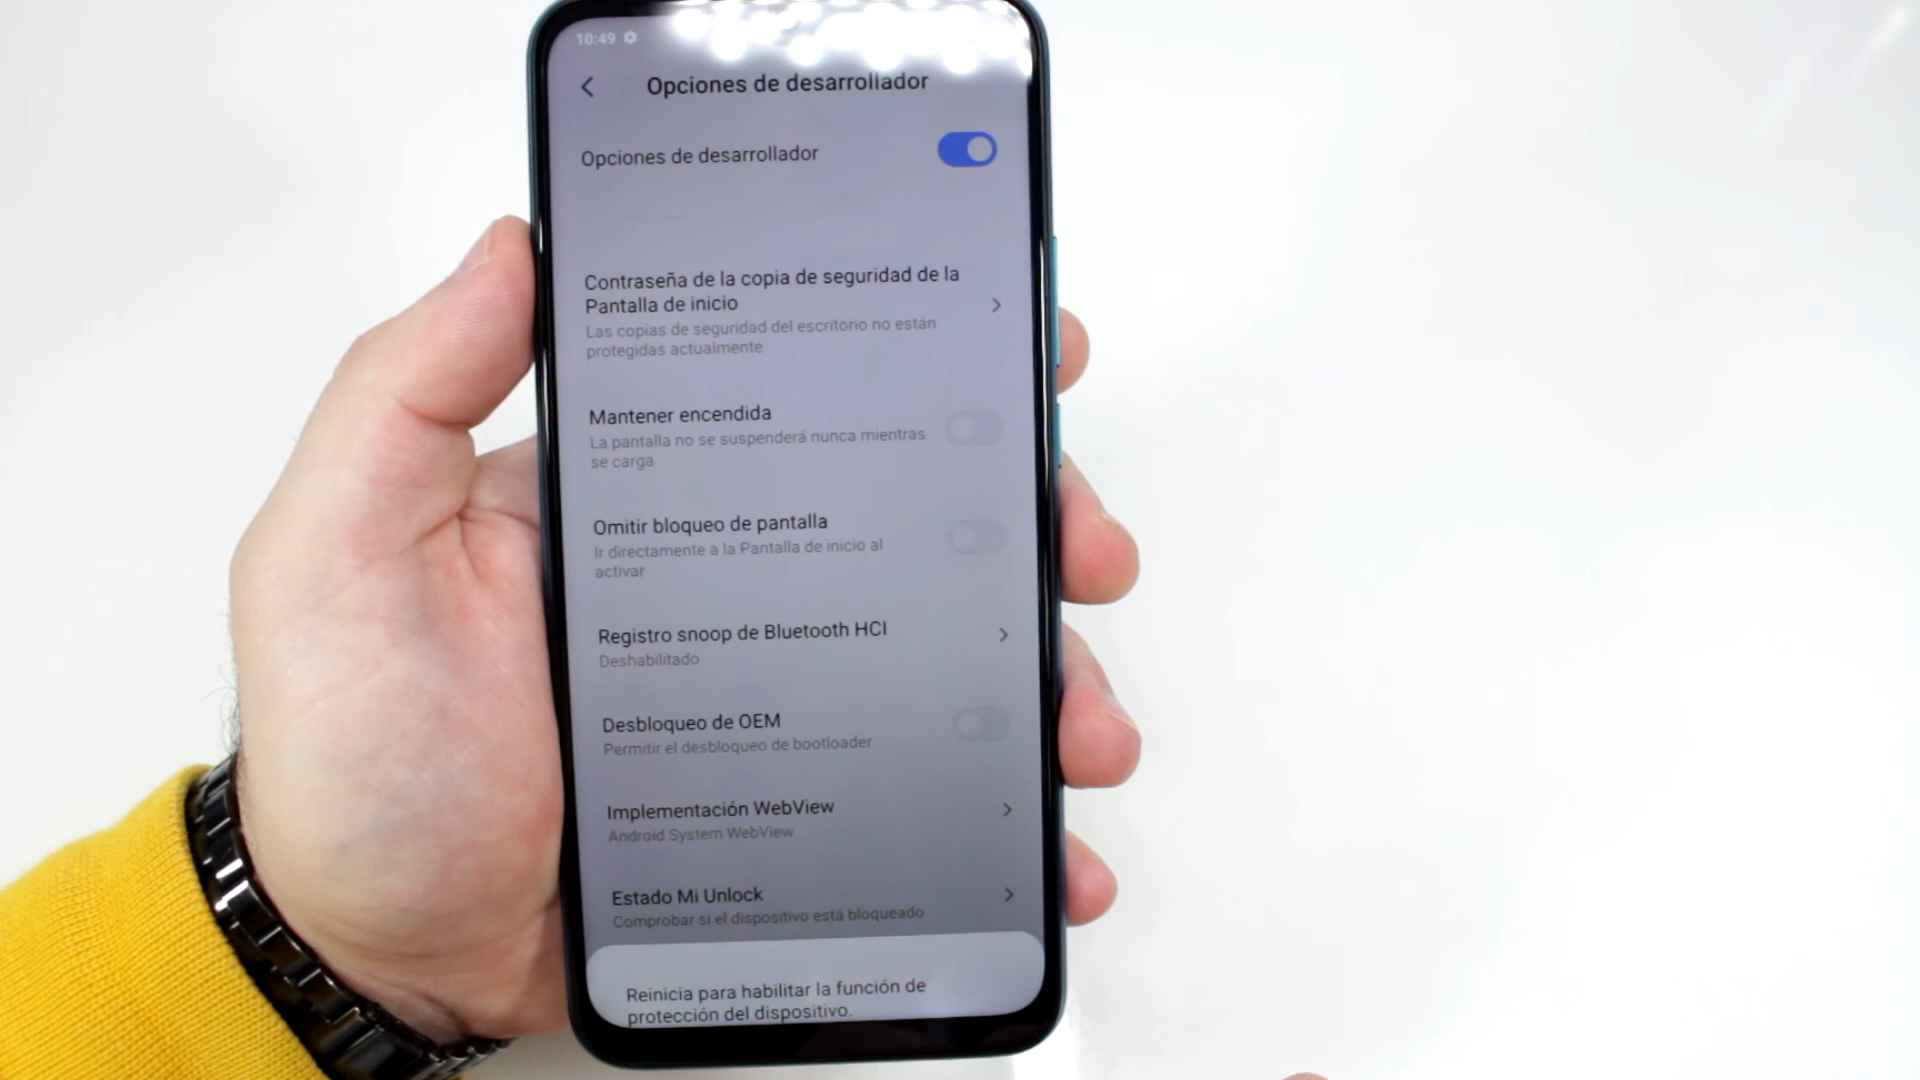 10:49
Opciones de desarrollador
Opciones de desarrollador
Contraseña de la copia de seguridad de la
Pantalla de inicio
Las copias de seguridad del escritorio no están
protegidas actualmente
Mantener encendida
La pantalla no se suspenderá nunca mientras
se carga
Omitir bloqueo de pantalla
Ir directamente a la Pantalla de inicio al
activar
Registro snoop de Bluetooth HCI
Deshabilitado
Desbloqueo de OEM
Permitir el desbloqueo de bootloader
Implementación WebView
Android System WebView
Estado Mi Unlock
Comprobar si el dispositivo está bloqueado
Reinicia para habilitar la función de
protección del dispositivo.